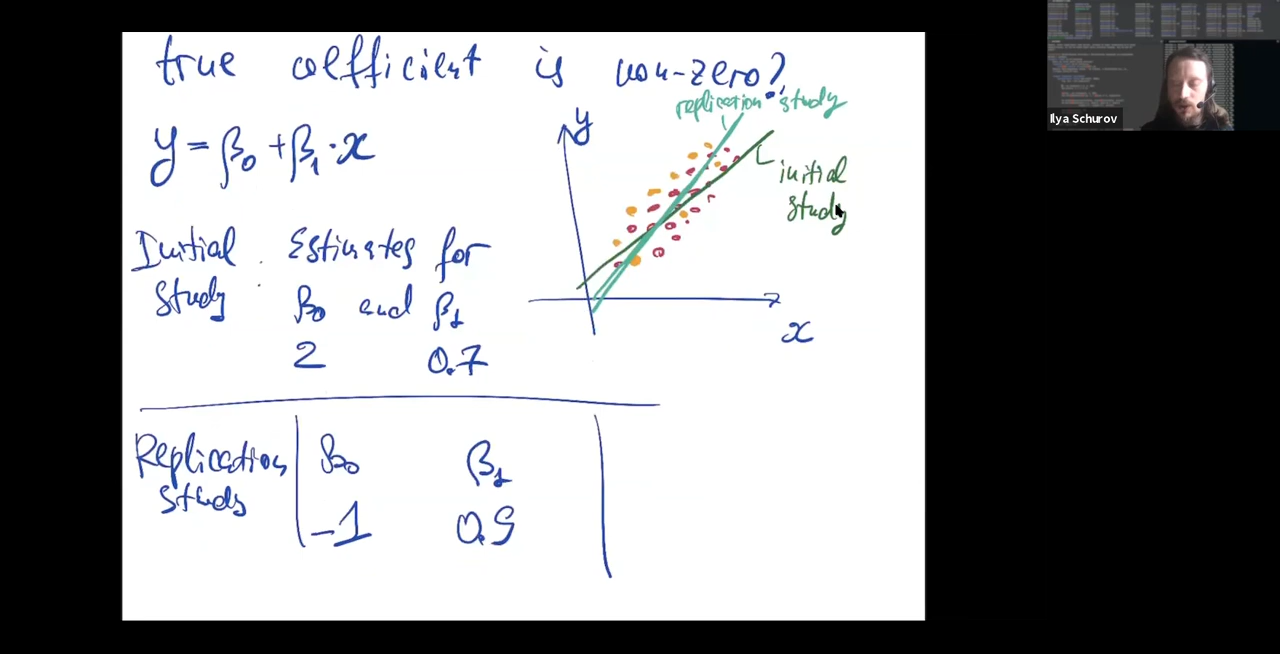 true coefficient is non-zero?
replication study
y
y = β₀ + β₁ · x
initial
study
Initial : Estimates for
study β₀ and β₁
x
2 0.7
Replication β₀ β₁
study
-1 0.9
Ilya Schurov